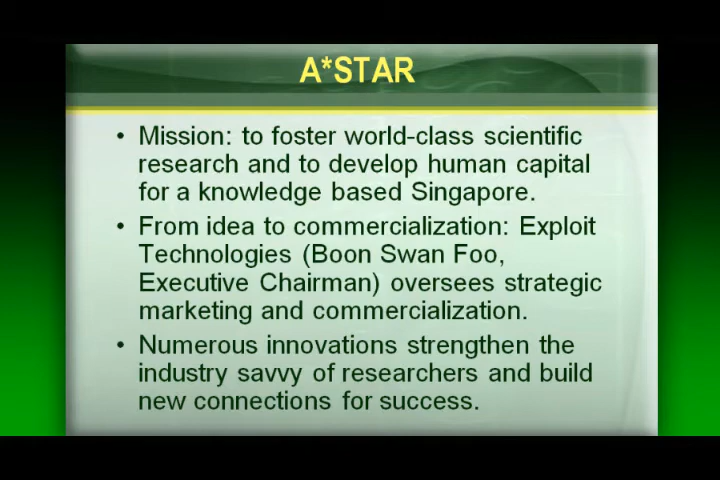 A*STAR
• Mission: to foster world-class scientific
research and to develop human capital
for a knowledge based Singapore.
• From idea to commercialization: Exploit
Technologies (Boon Swan Foo,
Executive Chairman) oversees strategic
marketing and commercialization.
• Numerous innovations strengthen the
industry savvy of researchers and build
new connections for success.